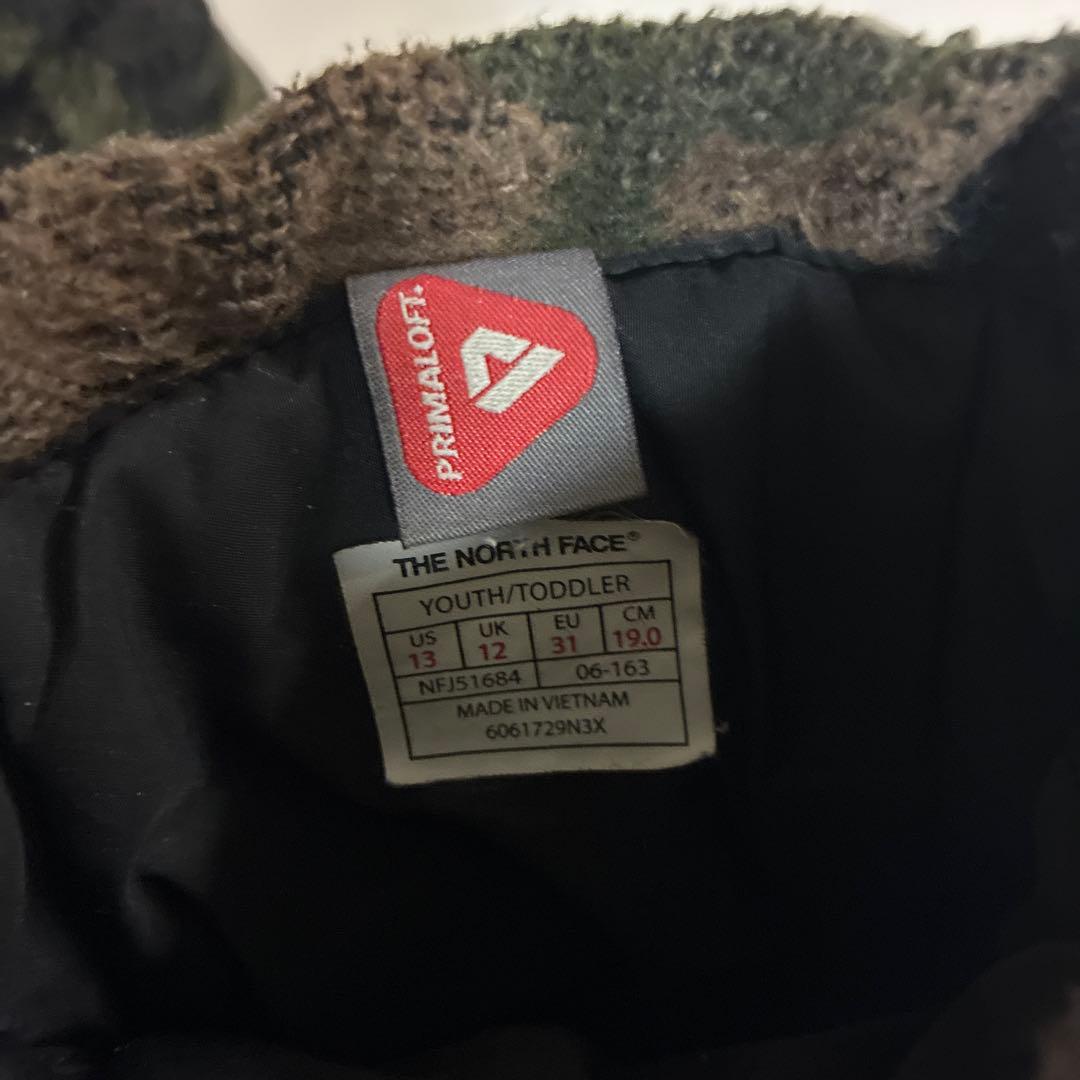 PRIMALOFT
THE NORTH FACE®
YOUTH/TODDLER
US UK EU CM
13 12 31 19.0
NFJ51684 06-163
MADE IN VIETNAM
6061729N3X